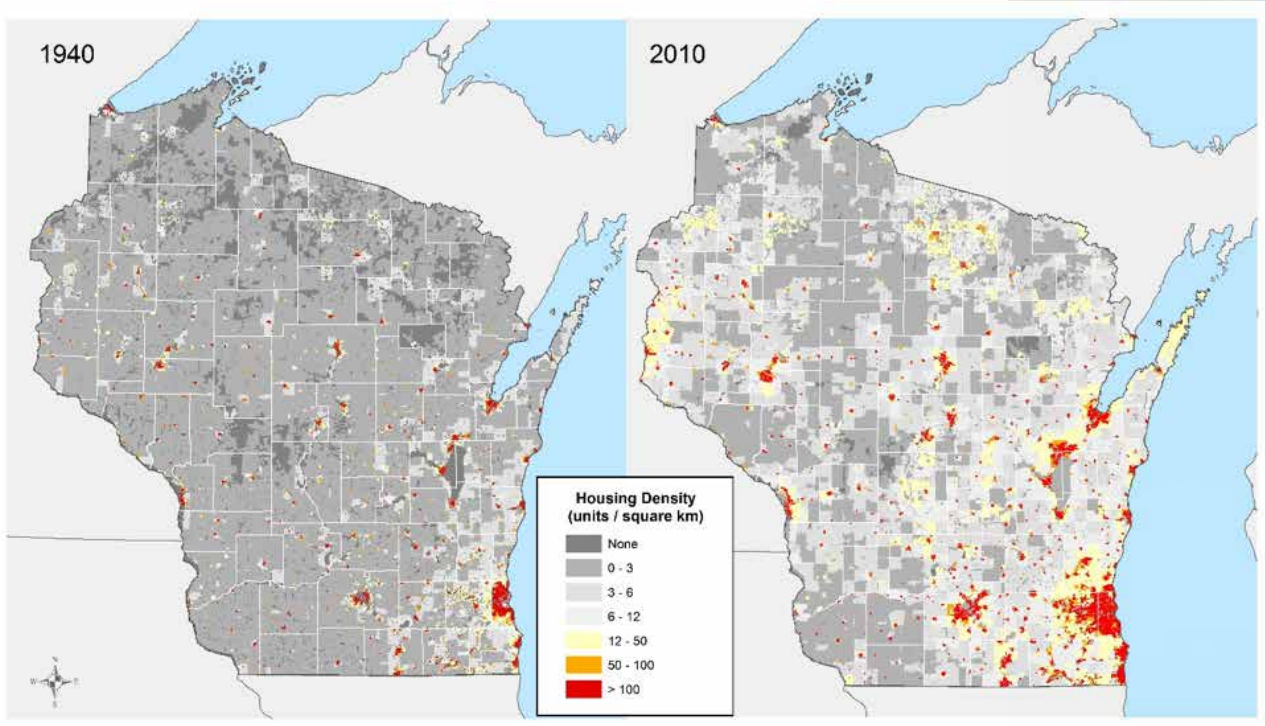 1940
2010
Housing Density
(units / square km)
None
0 - 3
3 - 6
6 - 12
12 - 50
50 - 100
> 100
N
W
E
S